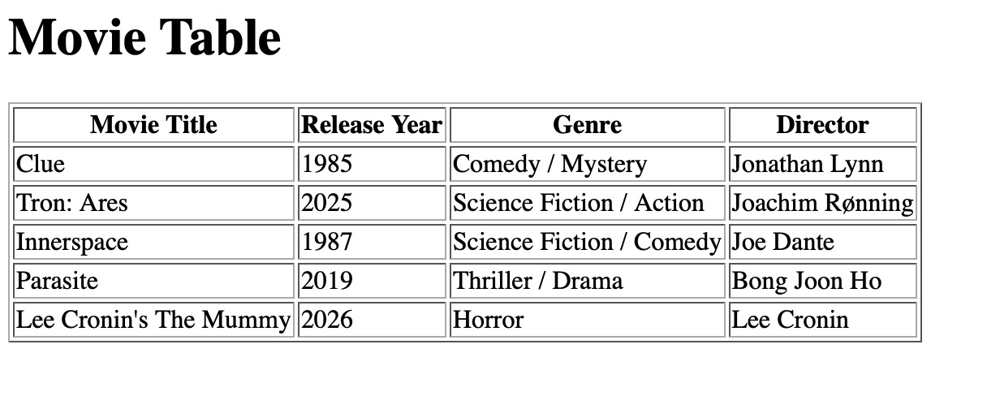 Movie Table
Movie Title Release Year Genre Director
Clue 1985 Comedy / Mystery Jonathan Lynn
Tron: Ares 2025 Science Fiction / Action Joachim Rønning
Innerspace 1987 Science Fiction / Comedy Joe Dante
Parasite 2019 Thriller / Drama Bong Joon Ho
Lee Cronin's The Mummy 2026 Horror Lee Cronin